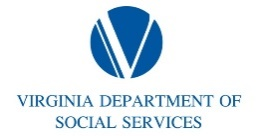 VIRGINIA DEPARTMENT OF
SOCIAL SERVICES